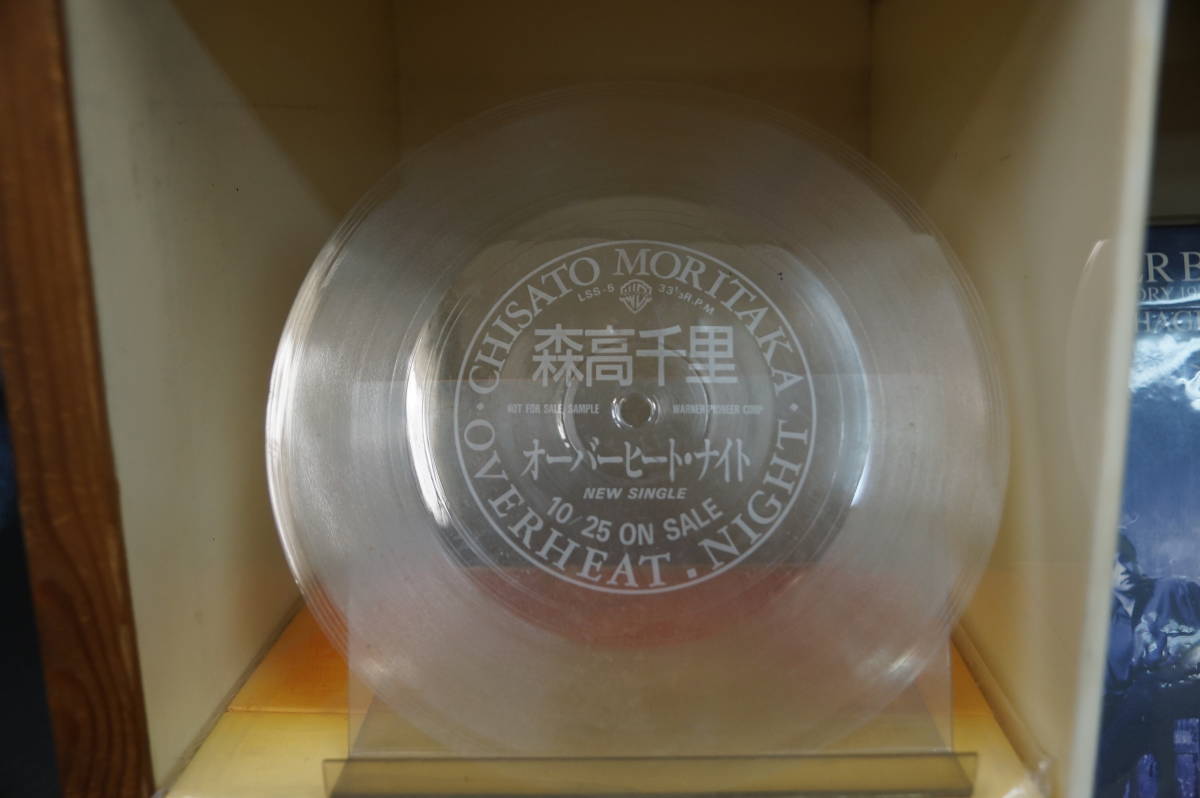 CHISATO MORITAKA
LSS-5 33⅓R.P.M
森高千里
NOT FOR SALE, SAMPLE WARNER-PIONEER CORP
オーバーヒート・ナイト
NEW SINGLE
10/25 ON SALE
OVERHEAT・NIGHT